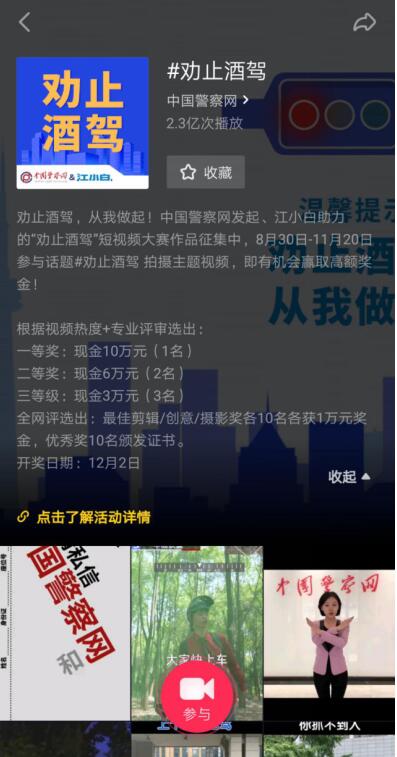 #劝止酒驾
劝止
酒驾
中国警察网 & 江小白.
中国警察网
2.3亿次播放
收藏
温馨提示
劝止酒
从我做
劝止酒驾，从我做起！中国警察网发起、江小白助力
的“劝止酒驾”短视频大赛作品征集中，8月30日-11月20日
参与话题#劝止酒驾 拍摄主题视频，即有机会赢取高额奖
金！
根据视频热度+专业评审选出：
一等奖：现金10万元（1名）
二等奖：现金6万元（2名）
三等级：现金3万元（3名）
全网评选出：最佳剪辑/创意/摄影奖各10名各获1万元奖
金，优秀奖10名颁发证书。
开奖日期：12月2日
收起
点击了解活动详情
私信
国警察网
和
身份证
姓名
大家快上车
中国警察网
你抓不到人
参与